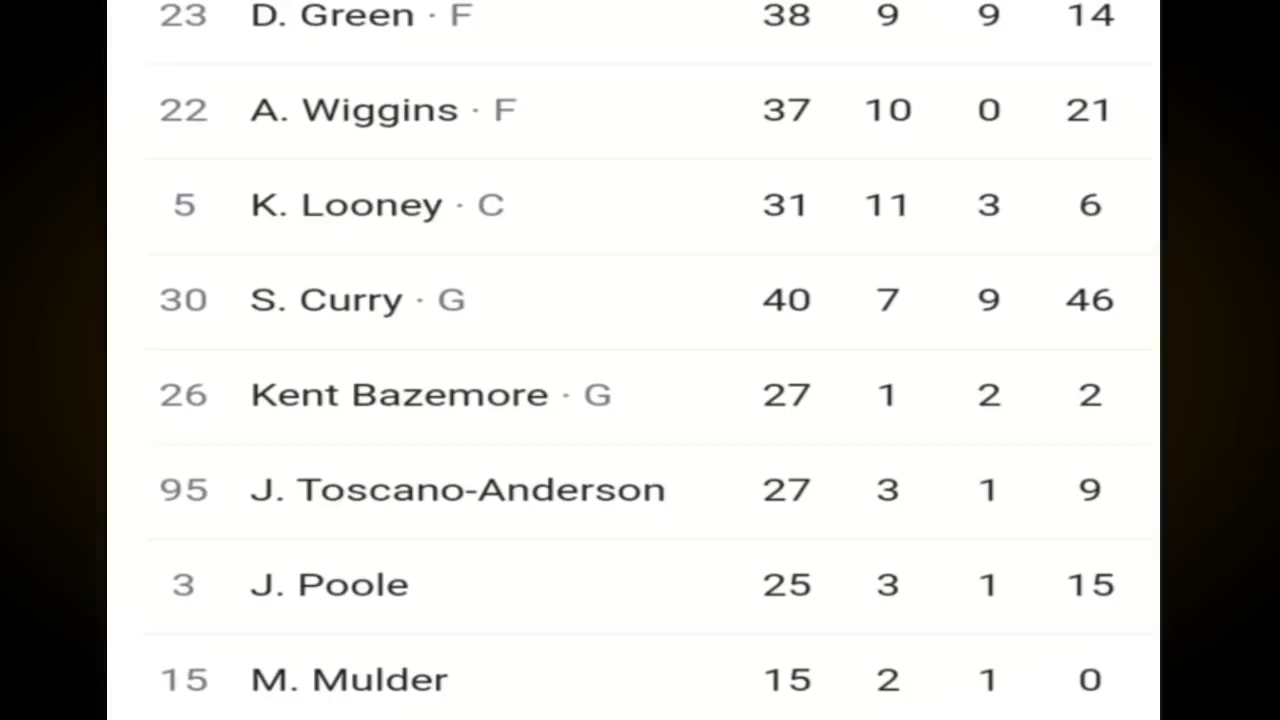 23 D. Green · F 38 9 9 14
22 A. Wiggins · F 37 10 0 21
5 K. Looney · C 31 11 3 6
30 S. Curry · G 40 7 9 46
26 Kent Bazemore · G 27 1 2 2
95 J. Toscano-Anderson 27 3 1 9
3 J. Poole 25 3 1 15
15 M. Mulder 15 2 1 0